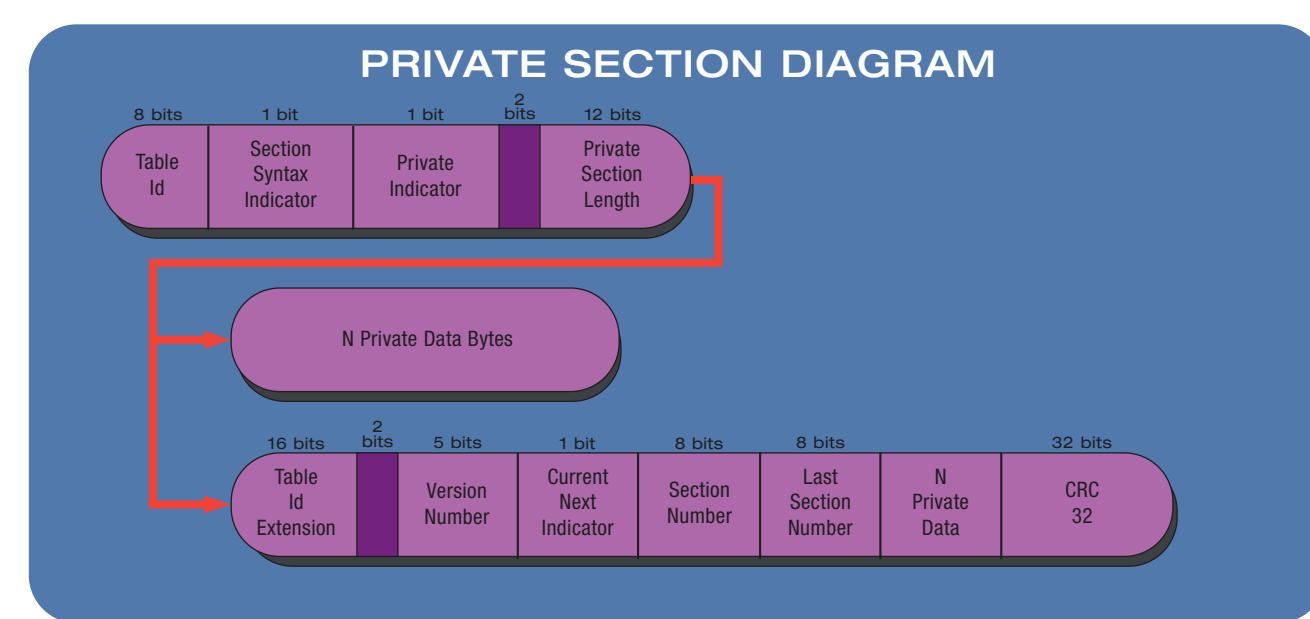 PRIVATE SECTION DIAGRAM
8 bits
1 bit
1 bit
2
bits
12 bits
Table
Id
Section
Syntax
Indicator
Private
Indicator
Private
Section
Length
N Private Data Bytes
16 bits
2
bits
5 bits
1 bit
8 bits
8 bits
32 bits
Table
Id
Extension
Version
Number
Current
Next
Indicator
Section
Number
Last
Section
Number
N
Private
Data
CRC
32